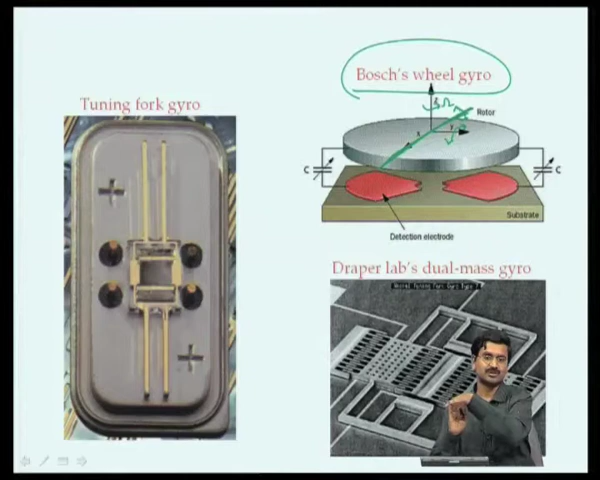 Bosch's wheel gyro
Tuning fork gyro
Rotor
Ω
x
y
C
C
Substrate
Detection electrode
Draper lab's dual-mass gyro